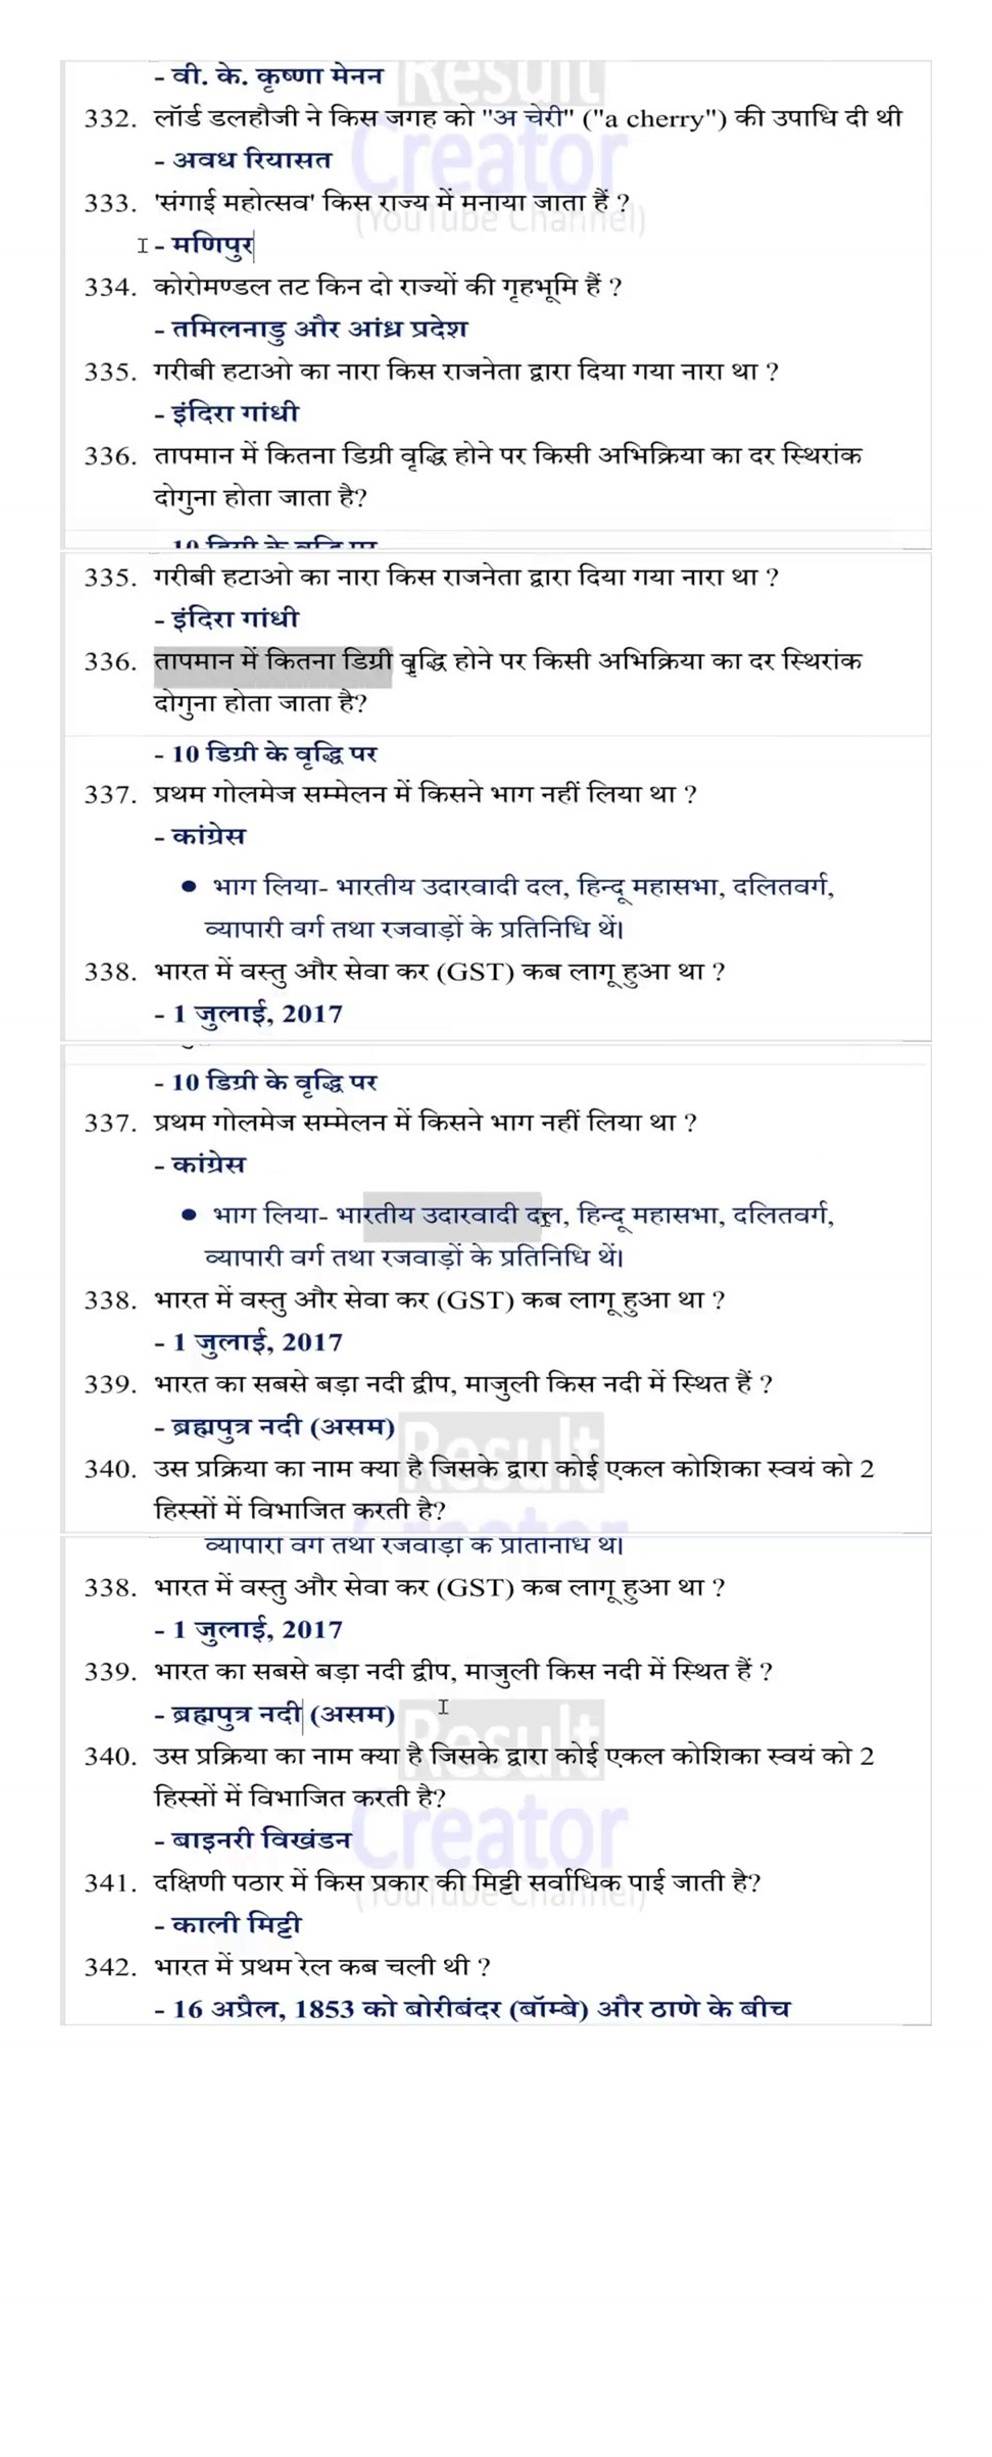 - वी. के. कृष्णा मेनन
Result
332. लॉर्ड डलहौजी ने किस जगह को "अ चेरी" ("a cherry") की उपाधि दी थी
Creator
- अवध रियासत
333. 'संगाई महोत्सव' किस राज्य में मनाया जाता हैं ?
(YouTube Channel)
- मणिपुर
334. कोरोमण्डल तट किन दो राज्यों की गृहभूमि हैं ?
- तमिलनाडु और आंध्र प्रदेश
335. गरीबी हटाओ का नारा किस राजनेता द्वारा दिया गया नारा था ?
- इंदिरा गांधी
336. तापमान में कितना डिग्री वृद्धि होने पर किसी अभिक्रिया का दर स्थिरांक
दोगुना होता जाता है?
10 डिग्री के वृद्धि पर
335. गरीबी हटाओ का नारा किस राजनेता द्वारा दिया गया नारा था ?
- इंदिरा गांधी
336. तापमान में कितना डिग्री वृद्धि होने पर किसी अभिक्रिया का दर स्थिरांक
दोगुना होता जाता है?
- 10 डिग्री के वृद्धि पर
337. प्रथम गोलमेज सम्मेलन में किसने भाग नहीं लिया था ?
- कांग्रेस
● भाग लिया- भारतीय उदारवादी दल, हिन्दू महासभा, दलितवर्ग,
व्यापारी वर्ग तथा रजवाड़ों के प्रतिनिधि थें।
338. भारत में वस्तु और सेवा कर (GST) कब लागू हुआ था ?
- 1 जुलाई, 2017
- 10 डिग्री के वृद्धि पर
337. प्रथम गोलमेज सम्मेलन में किसने भाग नहीं लिया था ?
- कांग्रेस
● भाग लिया- भारतीय उदारवादी दल, हिन्दू महासभा, दलितवर्ग,
व्यापारी वर्ग तथा रजवाड़ों के प्रतिनिधि थें।
338. भारत में वस्तु और सेवा कर (GST) कब लागू हुआ था ?
- 1 जुलाई, 2017
339. भारत का सबसे बड़ा नदी द्वीप, माजुली किस नदी में स्थित हैं ?
- ब्रह्मपुत्र नदी (असम)
Result
340. उस प्रक्रिया का नाम क्या है जिसके द्वारा कोई एकल कोशिका स्वयं को 2
हिस्सों में विभाजित करती है?
Creator
व्यापारी वर्ग तथा रजवाड़ों के प्रतिनिधि थें।
338. भारत में वस्तु और सेवा कर (GST) कब लागू हुआ था ?
- 1 जुलाई, 2017
339. भारत का सबसे बड़ा नदी द्वीप, माजुली किस नदी में स्थित हैं ?
- ब्रह्मपुत्र नदी (असम)
Result
340. उस प्रक्रिया का नाम क्या है जिसके द्वारा कोई एकल कोशिका स्वयं को 2
हिस्सों में विभाजित करती है?
Creator
- बाइनरी विखंडन
341. दक्षिणी पठार में किस प्रकार की मिट्टी सर्वाधिक पाई जाती है?
(YouTube Channel)
- काली मिट्टी
342. भारत में प्रथम रेल कब चली थी ?
- 16 अप्रैल, 1853 को बोरीबंदर (बॉम्बे) और ठाणे के बीच